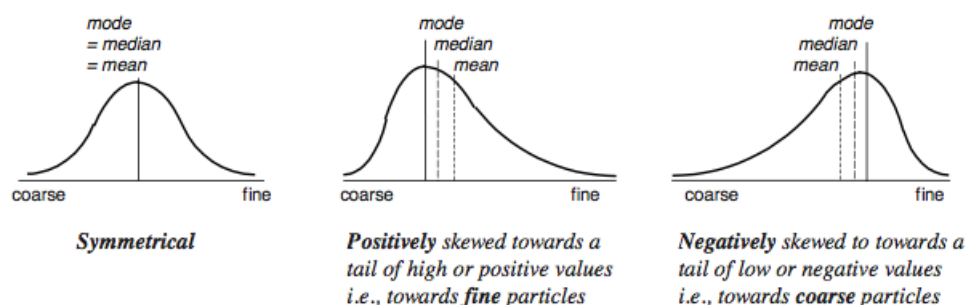 mode
= median
= mean
coarse
fine
Symmetrical
mode
median
mean
coarse
fine
Positively skewed towards a
tail of high or positive values
i.e., towards fine particles
mode
median
mean
coarse
fine
Negatively skewed to towards a
tail of low or negative values
i.e., towards coarse particles